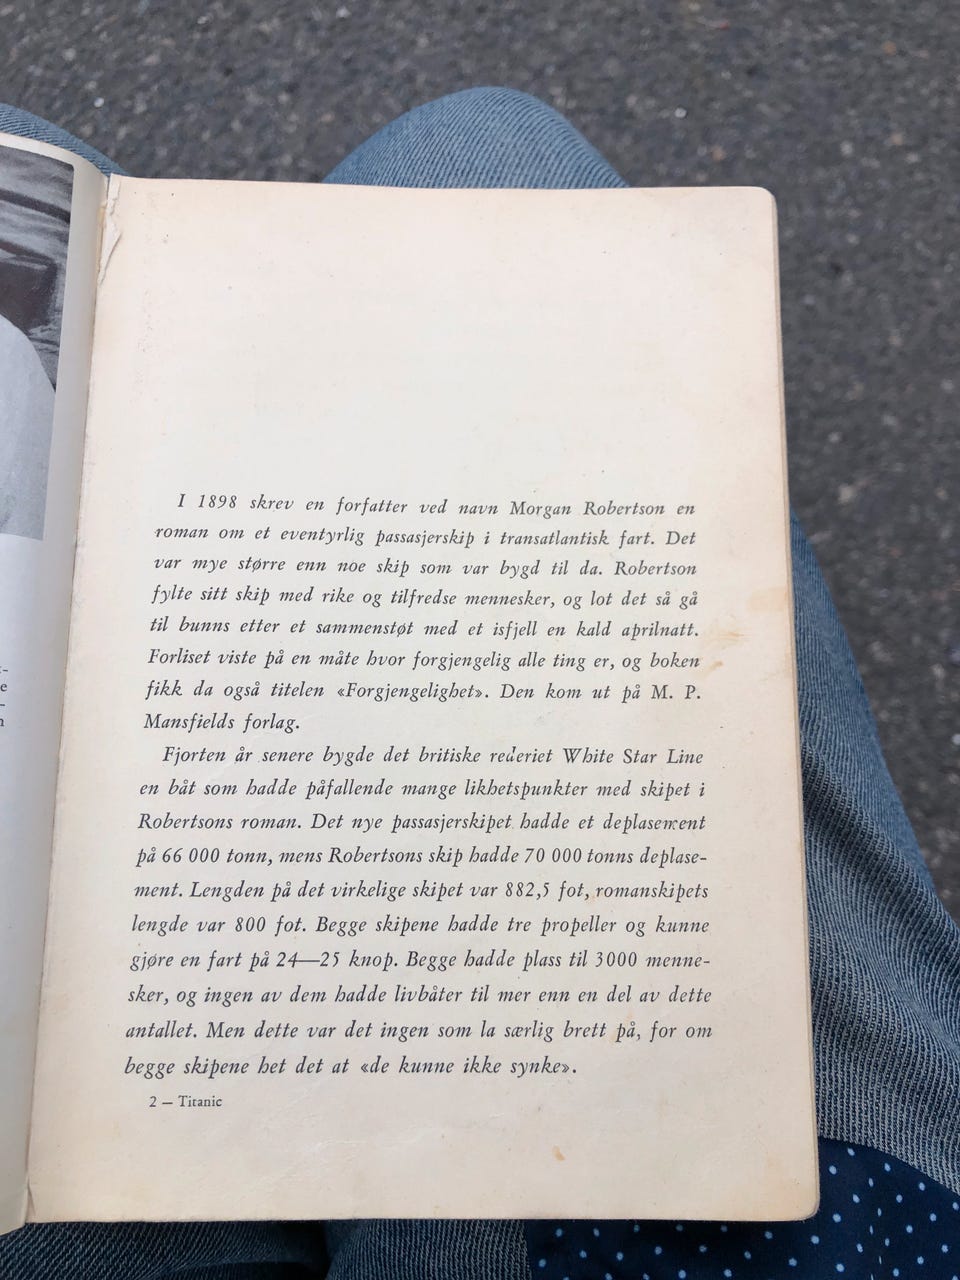 I 1898 skrev en forfatter ved navn Morgan Robertson en
roman om et eventyrlig passasjerskip i transatlantisk fart. Det
var mye større enn noe skip som var bygd til da. Robertson
fylte sitt skip med rike og tilfredse mennesker, og lot det så gå
til bunns etter et sammenstøt med et isfjell en kald aprilnatt.
Forliset viste på en måte hvor forgjengelig alle ting er, og boken
fikk da også titelen «Forgjengelighet». Den kom ut på M. P.
Mansfields forlag.
Fjorten år senere bygde det britiske rederiet White Star Line
en båt som hadde påfallende mange likhetspunkter med skipet i
Robertsons roman. Det nye passasjerskipet hadde et deplasement
på 66 000 tonn, mens Robertsons skip hadde 70 000 tonns deplase-
ment. Lengden på det virkelige skipet var 882,5 fot, romanskipets
lengde var 800 fot. Begge skipene hadde tre propeller og kunne
gjøre en fart på 24—25 knop. Begge hadde plass til 3000 menne-
sker, og ingen av dem hadde livbåter til mer enn en del av dette
antallet. Men dette var det ingen som la særlig brett på, for om
begge skipene het det at «de kunne ikke synke».
2 — Titanic